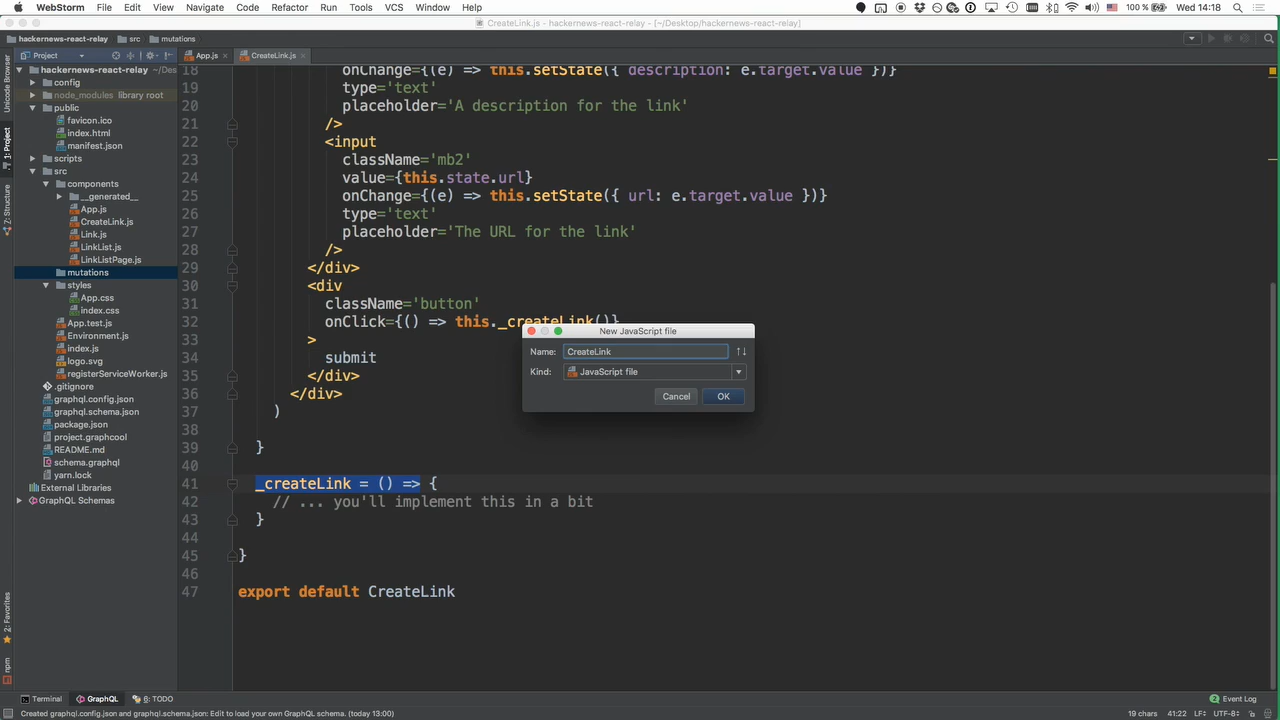 WebStorm File Edit View Navigate Code Refactor Run Tools VCS Window Help 100 % Wed 14:18
CreateLink.js - hackernews-react-relay - [~/Desktop/hackernews-react-relay]
hackernews-react-relay src mutations
Project
App.js
CreateLink.js
Unicode Browser
1: Project
Z: Structure
2: Favorites
npm
hackernews-react-relay ~/Des
config
node_modules library root
public
favicon.ico
index.html
manifest.json
scripts
src
components
__generated__
App.js
CreateLink.js
Link.js
LinkList.js
LinkListPage.js
mutations
styles
App.css
index.css
App.test.js
Environment.js
index.js
logo.svg
registerServiceWorker.js
.gitignore
graphql.config.json
graphql.schema.json
package.json
project.graphcool
README.md
schema.graphql
yarn.lock
External Libraries
GraphQL Schemas
18 onChange={(e) => this.setState({ description: e.target.value })}
19 type='text'
20 placeholder='A description for the link'
21 />
22 <input
23 className='mb2'
24 value={this.state.url}
25 onChange={(e) => this.setState({ url: e.target.value })}
26 type='text'
27 placeholder='The URL for the link'
28 />
29 </div>
30 <div
31 className='button'
32 onClick={() => this._createLink()}
33 >
34 submit
35 </div>
36 </div>
37 )
38
39 }
40
41 _createLink = () => {
42 // ... you'll implement this in a bit
43 }
44
45 }
46
47 export default CreateLink
New JavaScript file
Name: CreateLink
Kind: JavaScript file
Cancel OK
Terminal GraphQL 6: TODO Event Log
Created graphql.config.json and graphql.schema.json: Edit to load your own GraphQL schema. (today 13:00) 19 chars 41:22 LF÷ UTF-8÷